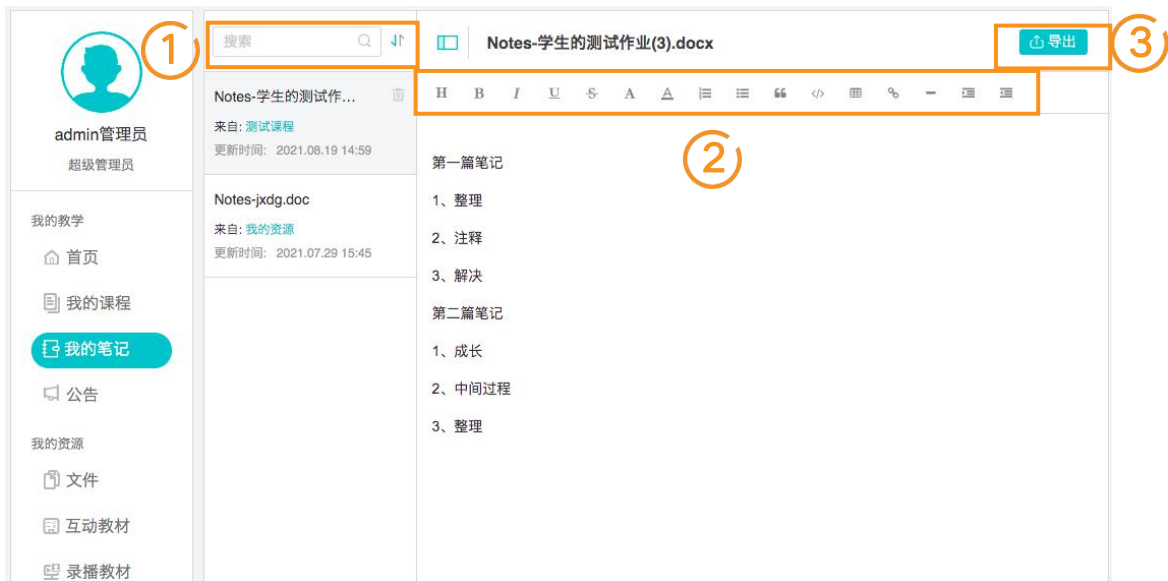 admin管理员
超级管理员
我的教学
首页
我的课程
我的笔记
公告
我的资源
文件
互动教材
录播教材
①
搜索
Notes-学生的测试作...
来自: 测试课程
更新时间: 2021.08.19 14:59
Notes-jxdg.doc
来自: 我的资源
更新时间: 2021.07.29 15:45
Notes-学生的测试作业(3).docx
导出
③
H B I U S A A
②
第一篇笔记
1、整理
2、注释
3、解决
第二篇笔记
1、成长
2、中间过程
3、整理